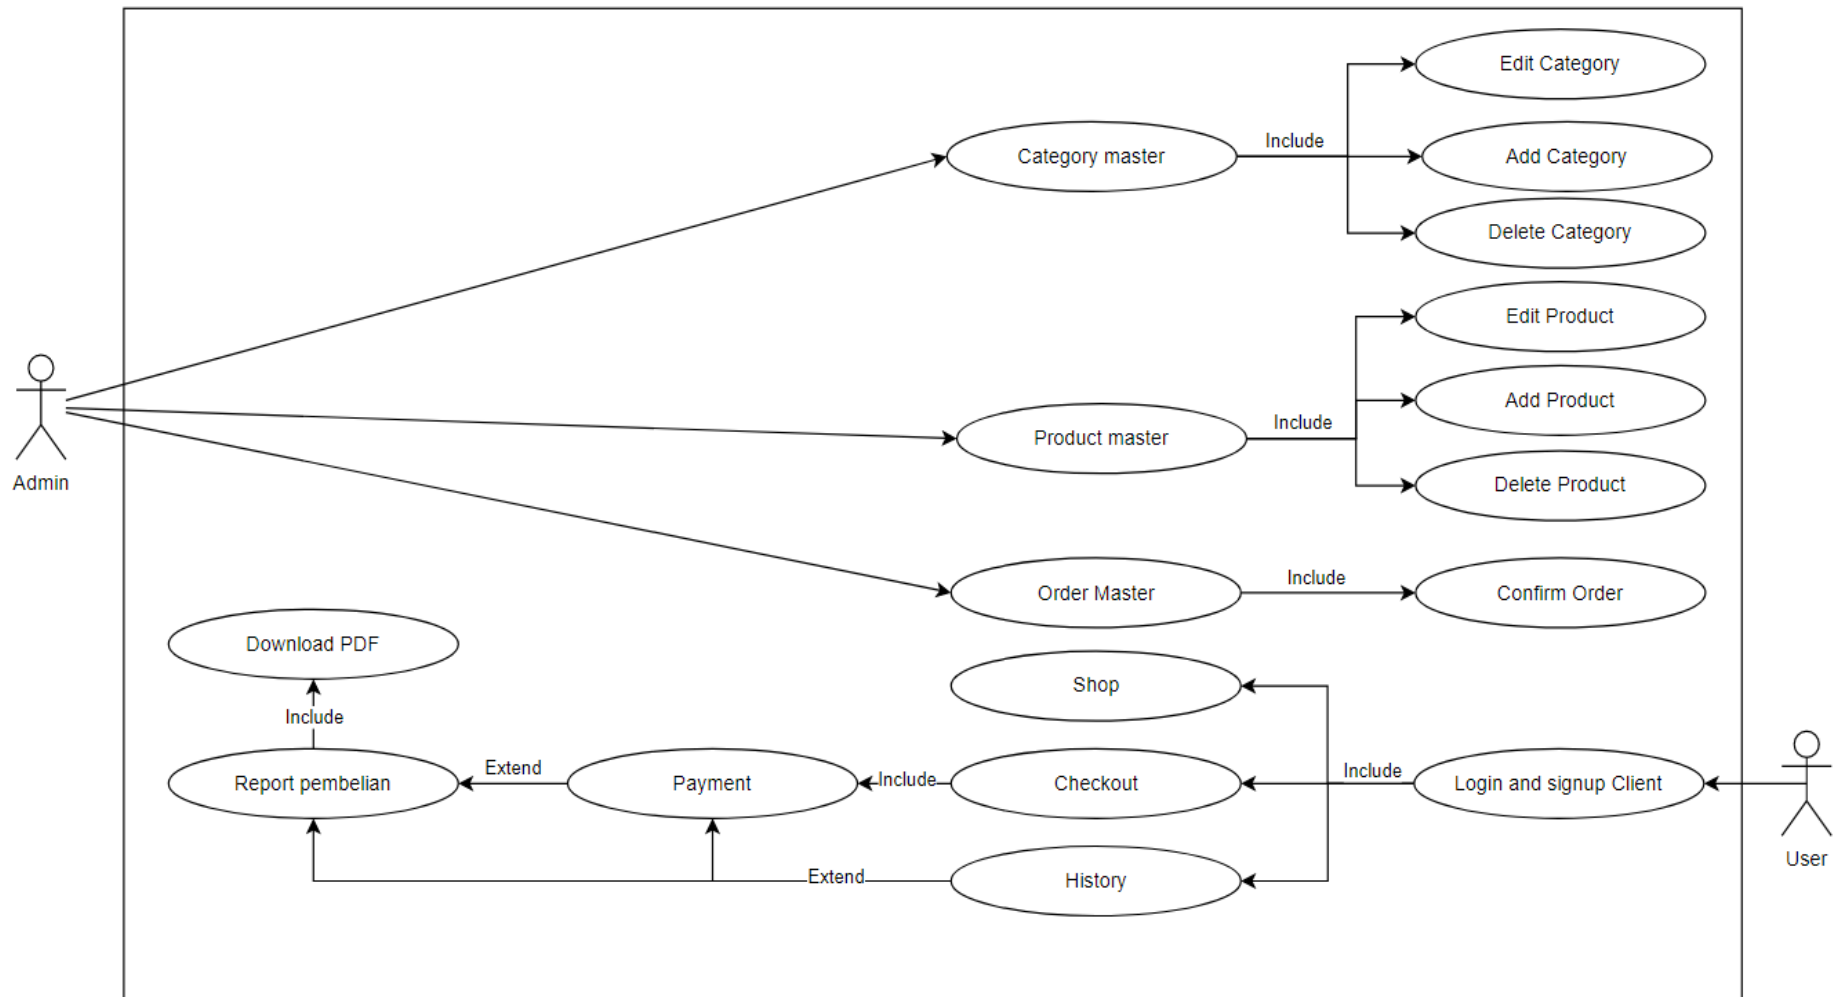 Edit Category
Category master
Include
Add Category
Delete Category
Edit Product
Add Product
Product master
Include
Delete Product
Admin
Order Master
Include
Confirm Order
Download PDF
Include
Shop
Report pembelian
Extend
Payment
Include
Checkout
Include
Login and signup Client
User
Extend
History